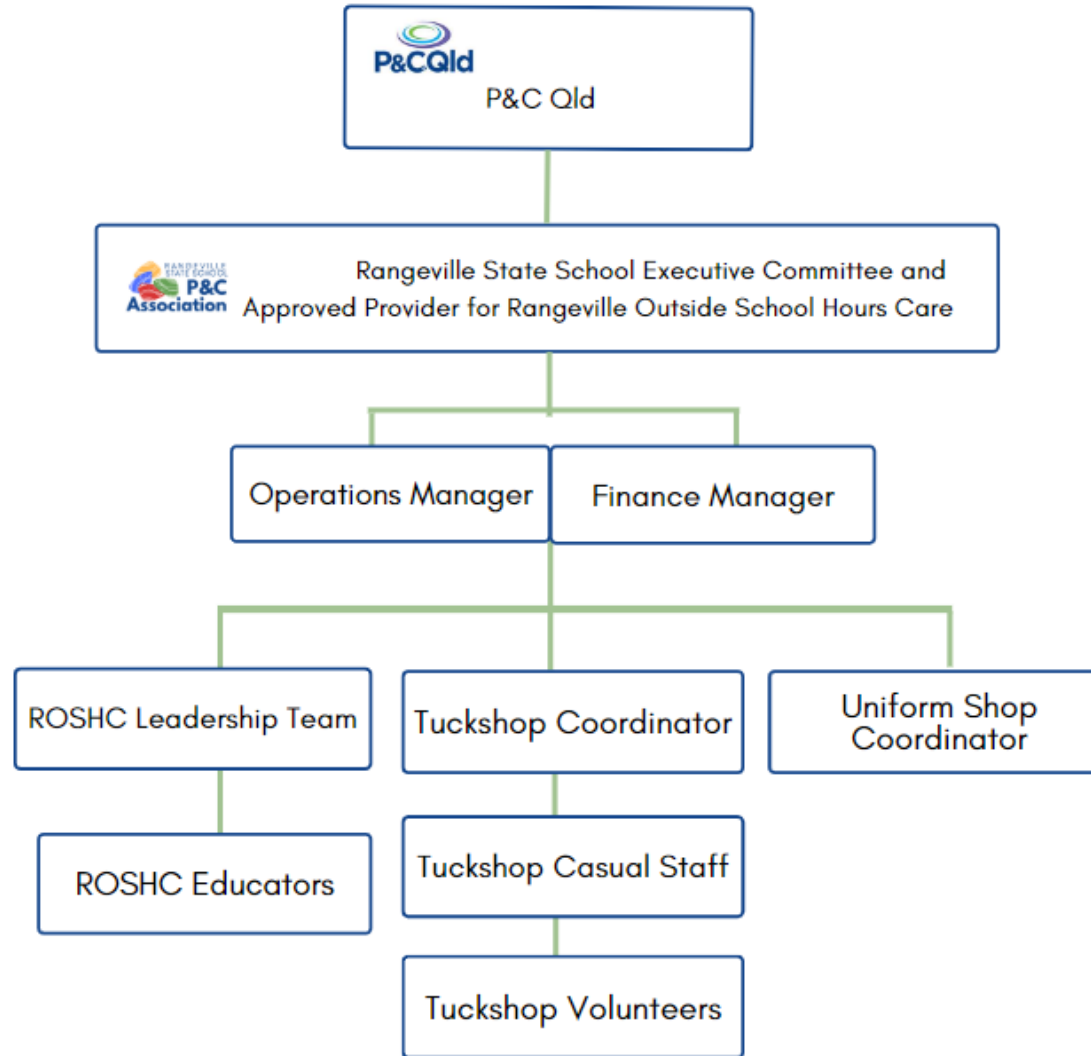 P&CQld
P&C Qld
RANGEVILLE
STATE SCHOOL
P&C
Association
Rangeville State School Executive Committee and
Approved Provider for Rangeville Outside School Hours Care
Operations Manager
Finance Manager
ROSHC Leadership Team
Tuckshop Coordinator
Uniform Shop
Coordinator
ROSHC Educators
Tuckshop Casual Staff
Tuckshop Volunteers